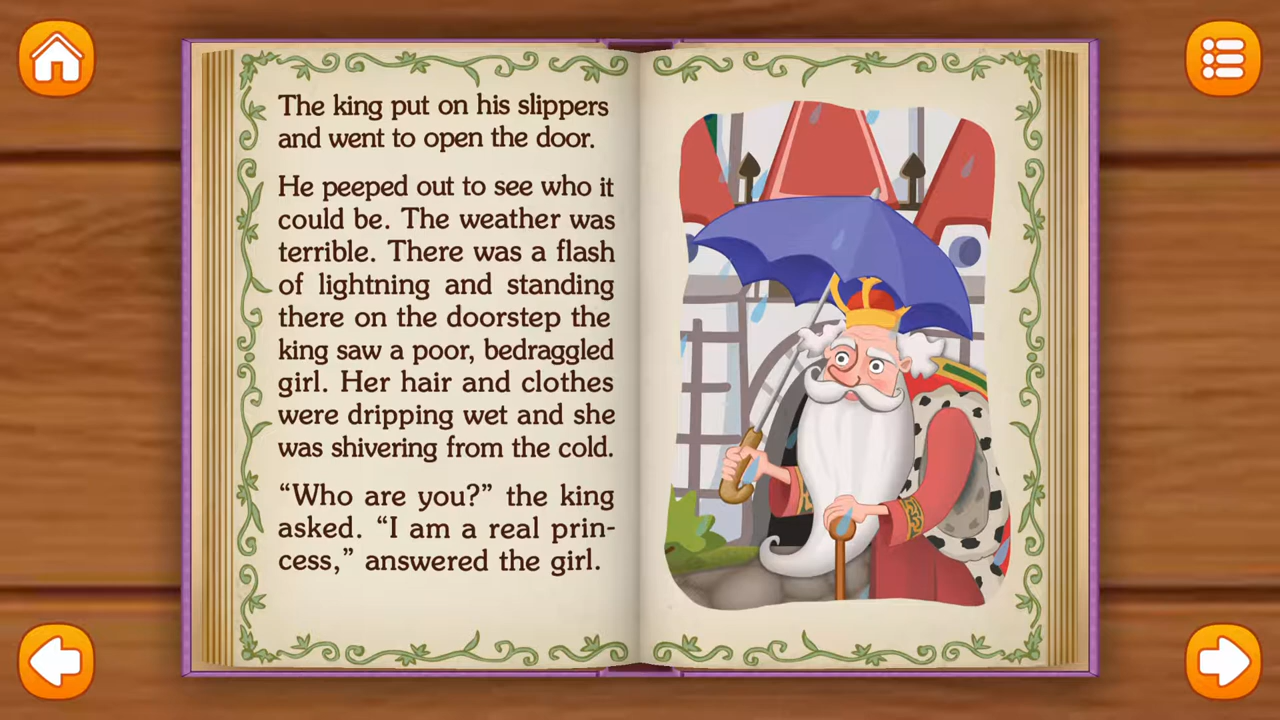 The king put on his slippers
and went to open the door.
He peeped out to see who it
could be. The weather was
terrible. There was a flash
of lightning and standing
there on the doorstep the
king saw a poor, bedraggled
girl. Her hair and clothes
were dripping wet and she
was shivering from the cold.
“Who are you?” the king
asked. “I am a real prin-
cess,” answered the girl.